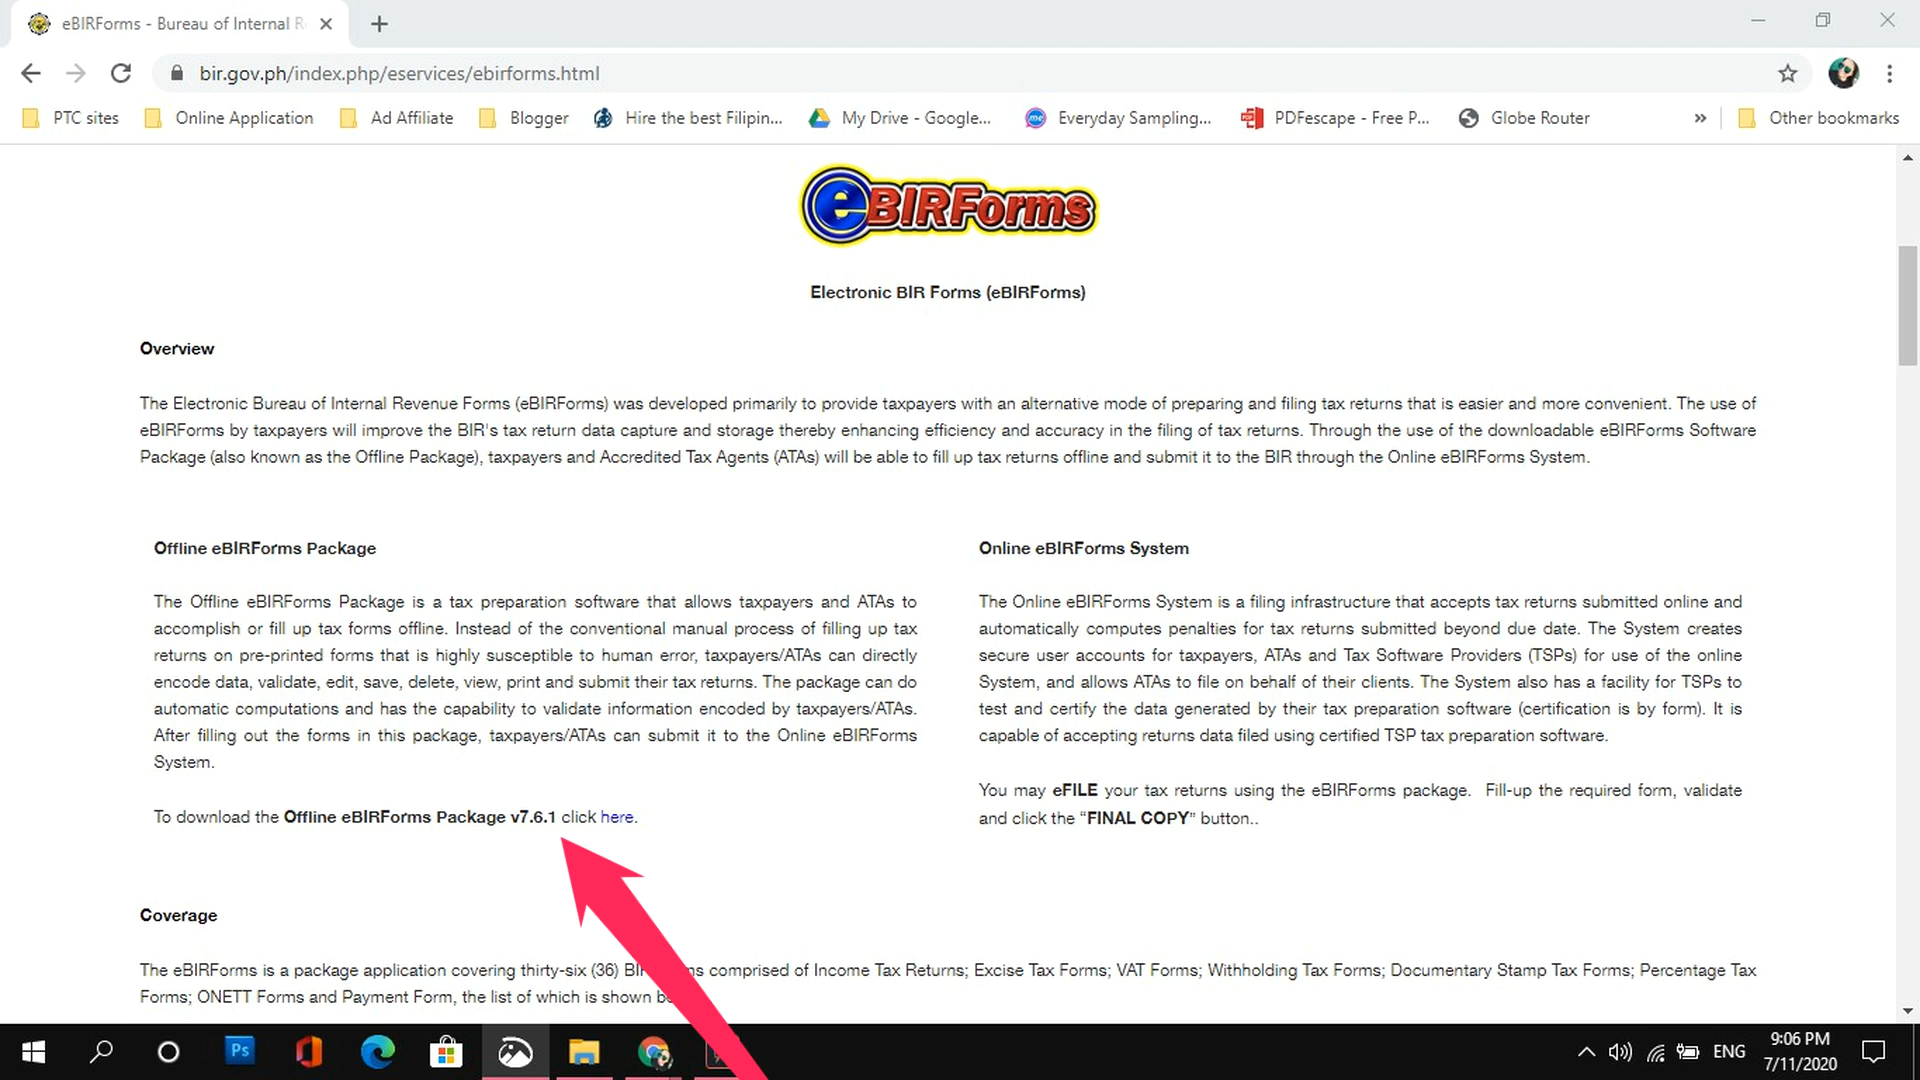 eBIRForms - Bureau of Internal R
bir.gov.ph/index.php/eservices/ebirforms.html
PTC sites Online Application Ad Affiliate Blogger Hire the best Filipin... My Drive - Google... Everyday Sampling... PDFescape - Free P... Globe Router » Other bookmarks
eBIRForms
Electronic BIR Forms (eBIRForms)
Overview
The Electronic Bureau of Internal Revenue Forms (eBIRForms) was developed primarily to provide taxpayers with an alternative mode of preparing and filing tax returns that is easier and more convenient. The use of
eBIRForms by taxpayers will improve the BIR's tax return data capture and storage thereby enhancing efficiency and accuracy in the filing of tax returns. Through the use of the downloadable eBIRForms Software
Package (also known as the Offline Package), taxpayers and Accredited Tax Agents (ATAs) will be able to fill up tax returns offline and submit it to the BIR through the Online eBIRForms System.
Offline eBIRForms Package
The Offline eBIRForms Package is a tax preparation software that allows taxpayers and ATAs to
accomplish or fill up tax forms offline. Instead of the conventional manual process of filling up tax
returns on pre-printed forms that is highly susceptible to human error, taxpayers/ATAs can directly
encode data, validate, edit, save, delete, view, print and submit their tax returns. The package can do
automatic computations and has the capability to validate information encoded by taxpayers/ATAs.
After filling out the forms in this package, taxpayers/ATAs can submit it to the Online eBIRForms
System.
To download the Offline eBIRForms Package v7.6.1 click here.
Online eBIRForms System
The Online eBIRForms System is a filing infrastructure that accepts tax returns submitted online and
automatically computes penalties for tax returns submitted beyond due date. The System creates
secure user accounts for taxpayers, ATAs and Tax Software Providers (TSPs) for use of the online
System, and allows ATAs to file on behalf of their clients. The System also has a facility for TSPs to
test and certify the data generated by their tax preparation software (certification is by form). It is
capable of accepting returns data filed using certified TSP tax preparation software.
You may eFILE your tax returns using the eBIRForms package. Fill-up the required form, validate
and click the “FINAL COPY” button..
Coverage
The eBIRForms is a package application covering thirty-six (36) comprised of Income Tax Returns; Excise Tax Forms; VAT Forms; Withholding Tax Forms; Documentary Stamp Tax Forms; Percentage Tax
Forms; ONETT Forms and Payment Form, the list of which is shown
Ps
ENG
9:06 PM
7/11/2020